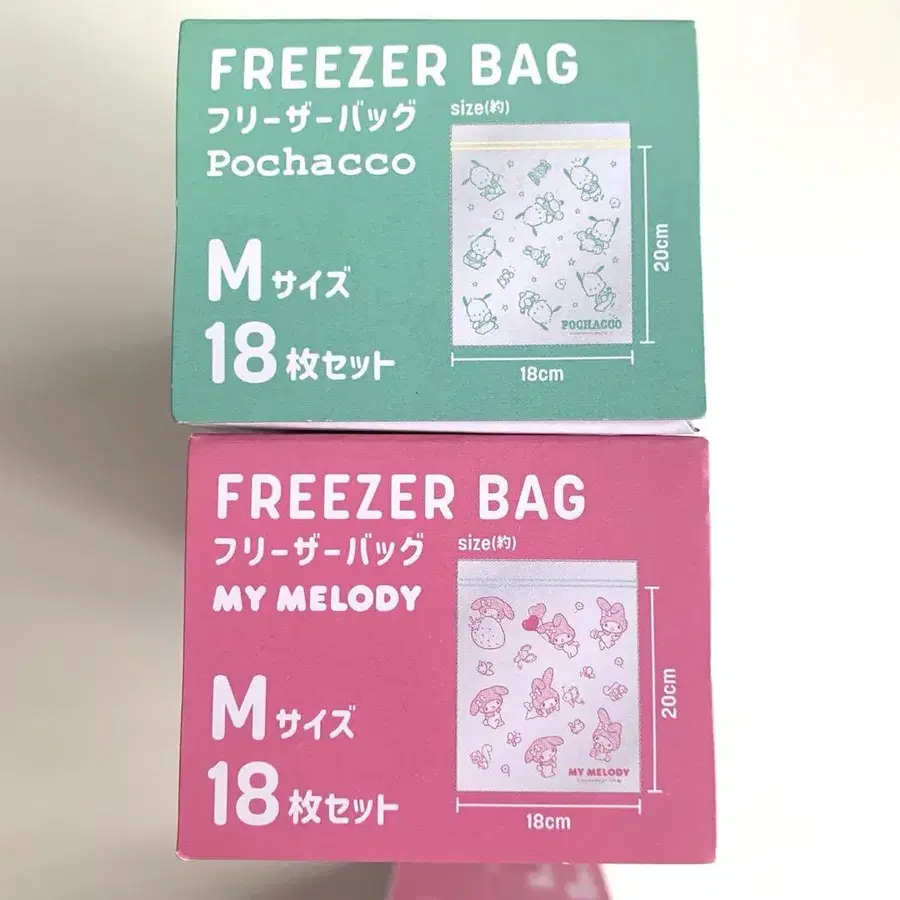 FREEZER BAG
フリーザーバッグ
Pochacco
size(約)
POCHACCO
20cm
18cm
Mサイズ
18枚セット
FREEZER BAG
フリーザーバッグ
MY MELODY
size(約)
MY MELODY
20cm
18cm
Mサイズ
18枚セット